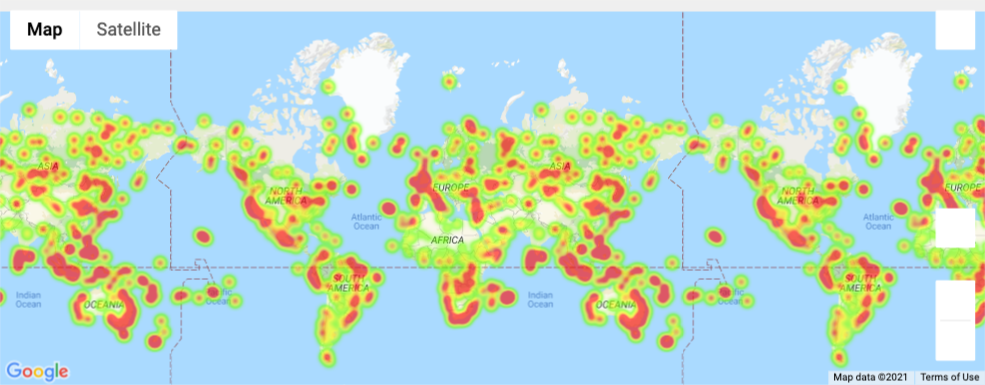 Map Satellite
ASIA
NORTH
AMERICA
Atlantic
Ocean
EUROPE
AFRICA
ASIA
NORTH
AMERICA
Atlantic
Ocean
EUROPE
Indian
Ocean
OCEANIA
SOUTH
AMERICA
Indian
Ocean
OCEANIA
SOUTH
AMERICA
Google
Map data ©2021 Terms of Use